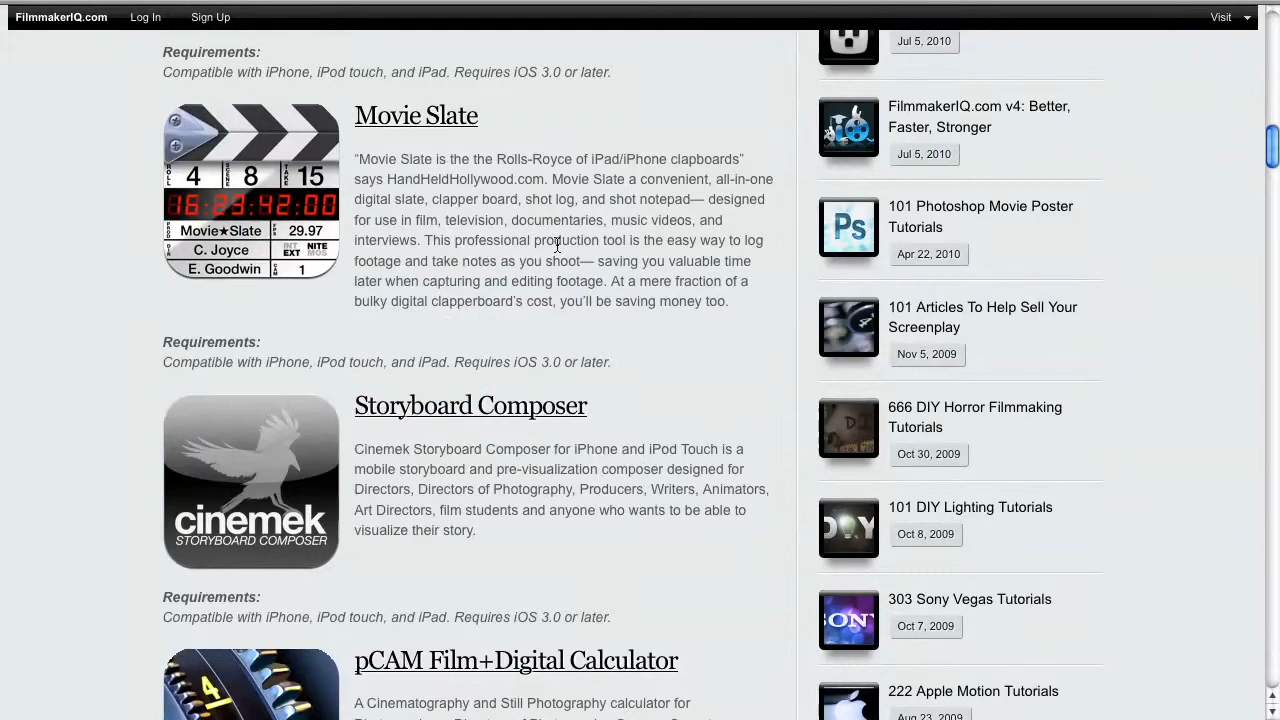 FilmmakerIQ.com Log In Sign Up Visit
Requirements:
Compatible with iPhone, iPod touch, and iPad. Requires iOS 3.0 or later.
4 8 15
16:23:42:00
Movie★Slate 29.97
C. Joyce INT EXT NITE MOS
E. Goodwin 1
Movie Slate
"Movie Slate is the the Rolls-Royce of iPad/iPhone clapboards"
says HandHeldHollywood.com. Movie Slate a convenient, all-in-one
digital slate, clapper board, shot log, and shot notepad— designed
for use in film, television, documentaries, music videos, and
interviews. This professional production tool is the easy way to log
footage and take notes as you shoot— saving you valuable time
later when capturing and editing footage. At a mere fraction of a
bulky digital clapperboard's cost, you'll be saving money too.
Requirements:
Compatible with iPhone, iPod touch, and iPad. Requires iOS 3.0 or later.
cinemek
STORYBOARD COMPOSER
Storyboard Composer
Cinemek Storyboard Composer for iPhone and iPod Touch is a
mobile storyboard and pre-visualization composer designed for
Directors, Directors of Photography, Producers, Writers, Animators,
Art Directors, film students and anyone who wants to be able to
visualize their story.
Requirements:
Compatible with iPhone, iPod touch, and iPad. Requires iOS 3.0 or later.
4
pCAM Film+Digital Calculator
A Cinematography and Still Photography calculator for
Jul 5, 2010
FilmmakerIQ.com v4: Better,
Faster, Stronger
Jul 5, 2010
Ps
101 Photoshop Movie Poster
Tutorials
Apr 22, 2010
101 Articles To Help Sell Your
Screenplay
Nov 5, 2009
666 DIY Horror Filmmaking
Tutorials
Oct 30, 2009
DIY
101 DIY Lighting Tutorials
Oct 8, 2009
SONY
303 Sony Vegas Tutorials
Oct 7, 2009
222 Apple Motion Tutorials
Aug 23, 2009